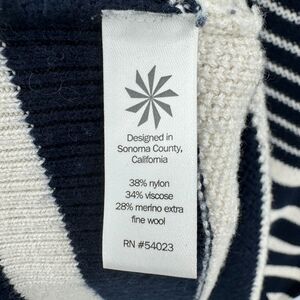 Designed in
Sonoma County,
California
38% nylon
34% viscose
28% merino extra
fine wool
RN #54023